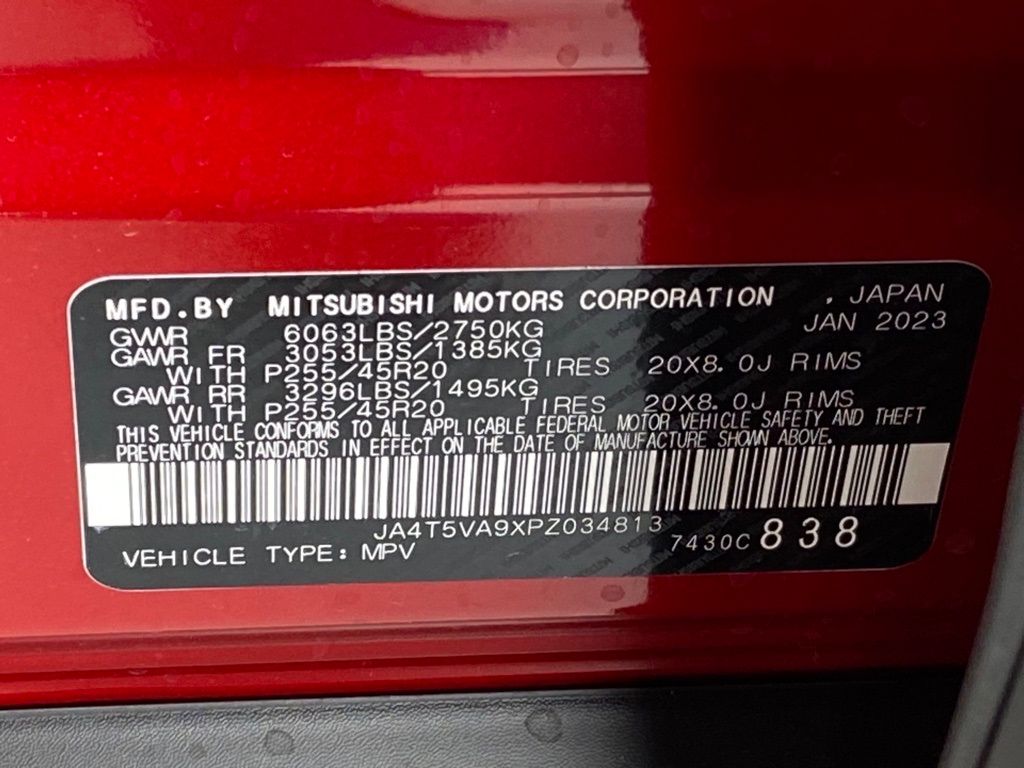 MFD.BY MITSUBISHI MOTORS CORPORATION . JAPAN
JAN 2023
GVWR 6063LBS/2750KG
GAWR FR 3053LBS/1385KG
WITH P255/45R20 TIRES 20X8.0J RIMS
GAWR RR 3296LBS/1495KG
WITH P255/45R20 TIRES 20X8.0J RIMS
THIS VEHICLE CONFORMS TO ALL APPLICABLE FEDERAL MOTOR VEHICLE SAFETY AND THEFT
PREVENTION STANDARDS IN EFFECT ON THE DATE OF MANUFACTURE SHOWN ABOVE.
JA4T5VA9XPZ034813
VEHICLE TYPE: MPV 7430C 838